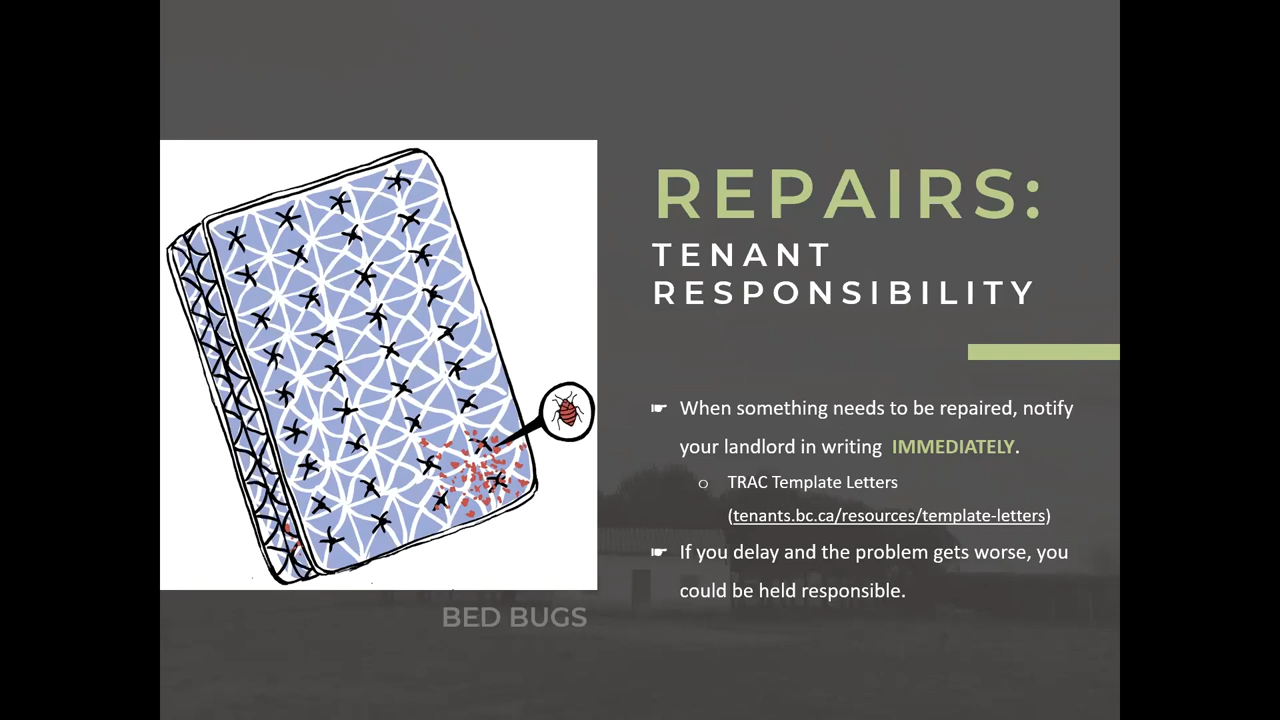 REPAIRS:
TENANT
RESPONSIBILITY
☛ When something needs to be repaired, notify
your landlord in writing IMMEDIATELY.
o TRAC Template Letters
(tenants.bc.ca/resources/template-letters)
☛ If you delay and the problem gets worse, you
could be held responsible.
BED BUGS